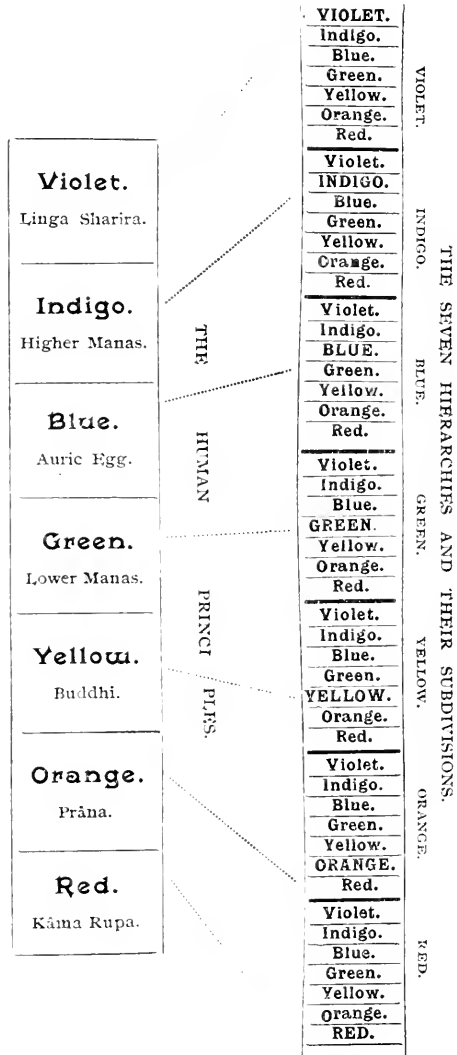 Violet.
Linga Sharira.
Indigo.
Higher Manas.
Blue.
Auric Egg.
Green.
Lower Manas.
Yellow.
Buddhi.
Orange.
Prâna.
Red.
Kâma Rupa.
THE HUMAN PRINCI PLES.
VIOLET.
Indigo.
Blue.
Green.
Yellow.
Orange.
Red.
Violet.
INDIGO.
Blue.
Green.
Yellow.
Orange.
Red.
Violet.
Indigo.
BLUE.
Green.
Yellow.
Orange.
Red.
Violet.
Indigo.
Blue.
GREEN.
Yellow.
Orange.
Red.
Violet.
Indigo.
Blue.
Green.
YELLOW.
Orange.
Red.
Violet.
Indigo.
Blue.
Green.
Yellow.
ORANGE.
Red.
Violet.
Indigo.
Blue.
Green.
Yellow.
Orange.
RED.
VIOLET.
INDIGO.
BLUE.
GREEN.
YELLOW.
ORANGE.
RED.
THE SEVEN HIERARCHIES AND THEIR SUBDIVISIONS.